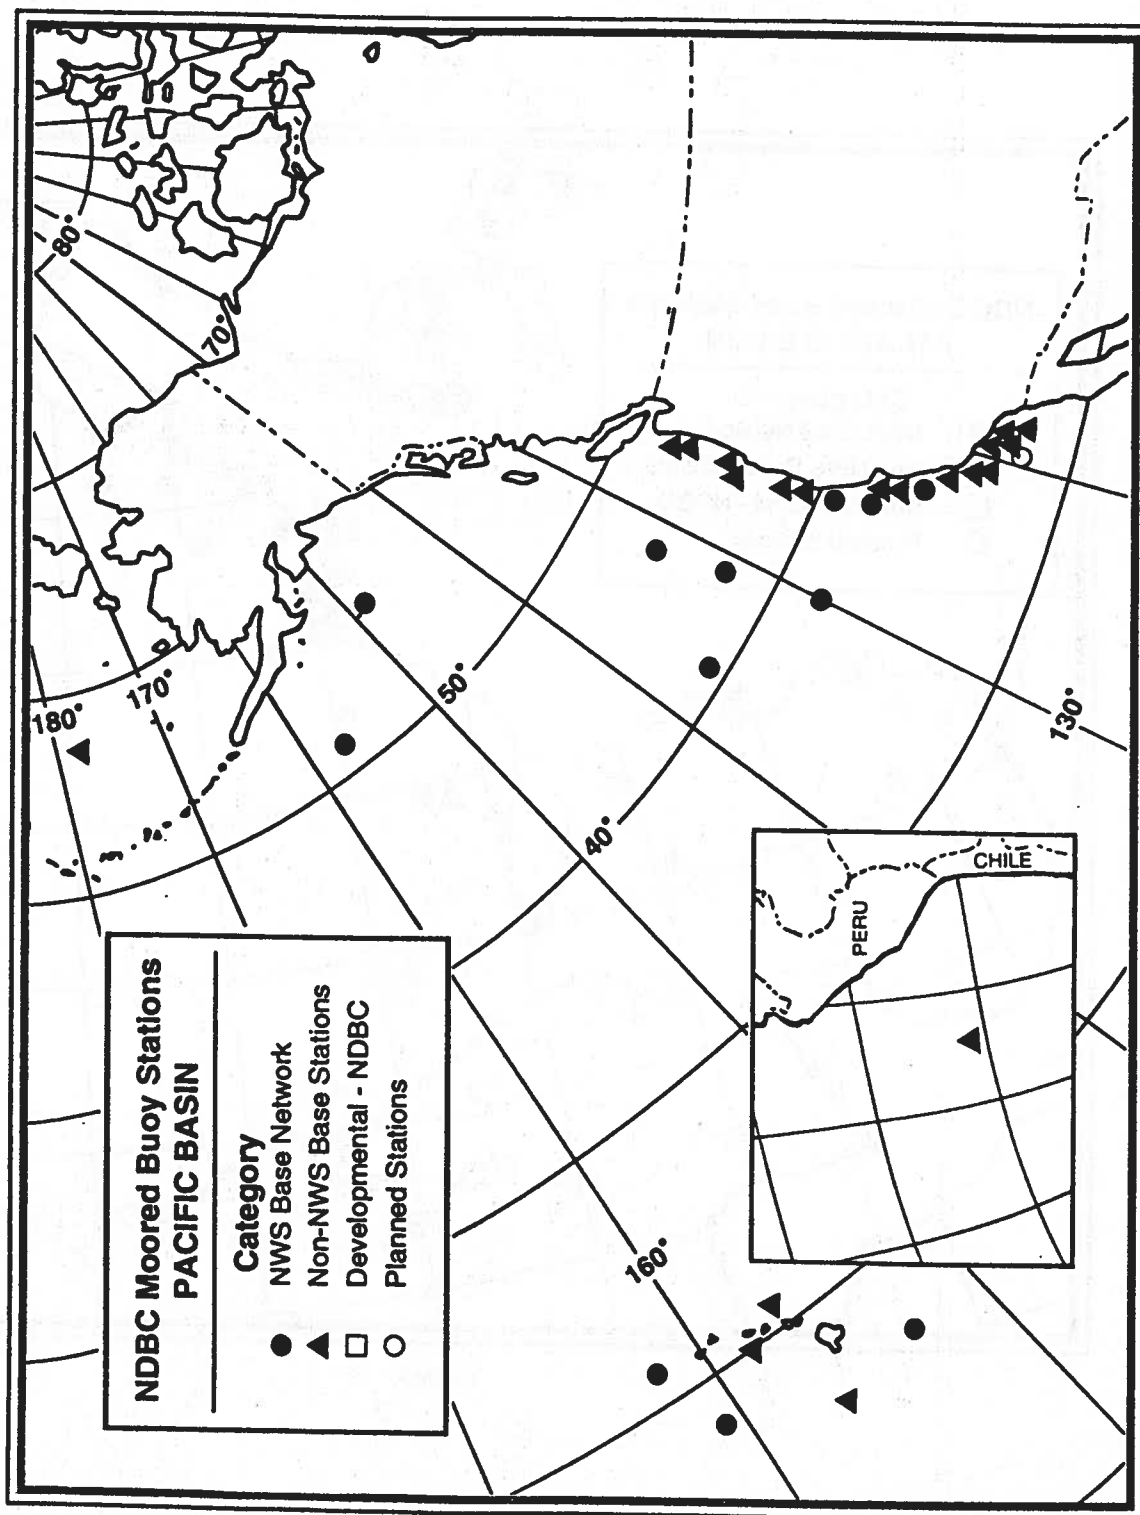 NDBC Moored Buoy Stations
PACIFIC BASIN
Category
NWS Base Network
Non-NWS Base Stations
Developmental - NDBC
Planned Stations
80°
70°
180°
170°
50°
40°
130°
160°
PERU
CHILE